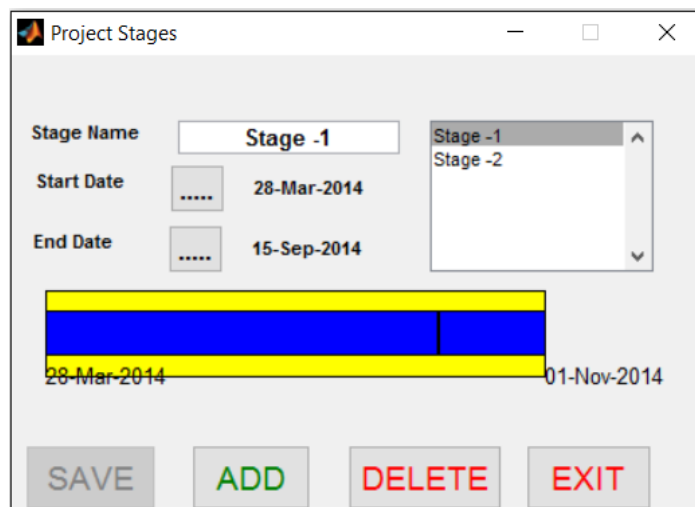 Project Stages
Stage Name
Stage -1
Stage -1
Stage -2
Start Date
.....
28-Mar-2014
End Date
.....
15-Sep-2014
28-Mar-2014
01-Nov-2014
SAVE
ADD
DELETE
EXIT